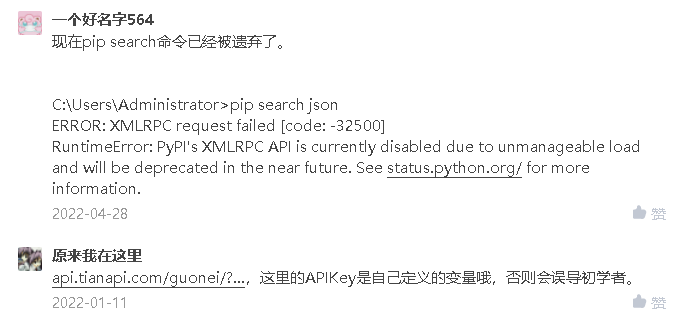 一个好名字564
现在pip search命令已经被遗弃了。
C:\Users\Administrator>pip search json
ERROR: XMLRPC request failed [code: -32500]
RuntimeError: PyPI's XMLRPC API is currently disabled due to unmanageable load
and will be deprecated in the near future. See status.python.org/ for more
information.
2022-04-28 赞
原来我在这里
api.tianapi.com/guonei/?...，这里的APIKey是自己定义的变量哦，否则会误导初学者。
2022-01-11 赞